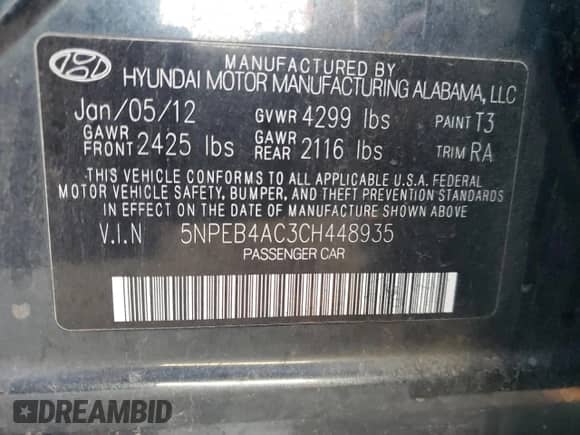 MANUFACTURED BY
HYUNDAI MOTOR MANUFACTURING ALABAMA, LLC
Jan/05/12 GVWR 4299 lbs PAINT T3
GAWR FRONT 2425 lbs GAWR REAR 2116 lbs TRIM RA
THIS VEHICLE CONFORMS TO ALL APPLICABLE U.S.A. FEDERAL
MOTOR VEHICLE SAFETY, BUMPER, AND THEFT PREVENTION STANDARDS
IN EFFECT ON THE DATE OF MANUFACTURE SHOWN ABOVE.
V.I.N 5NPEB4AC3CH448935
PASSENGER CAR
DREAMBID